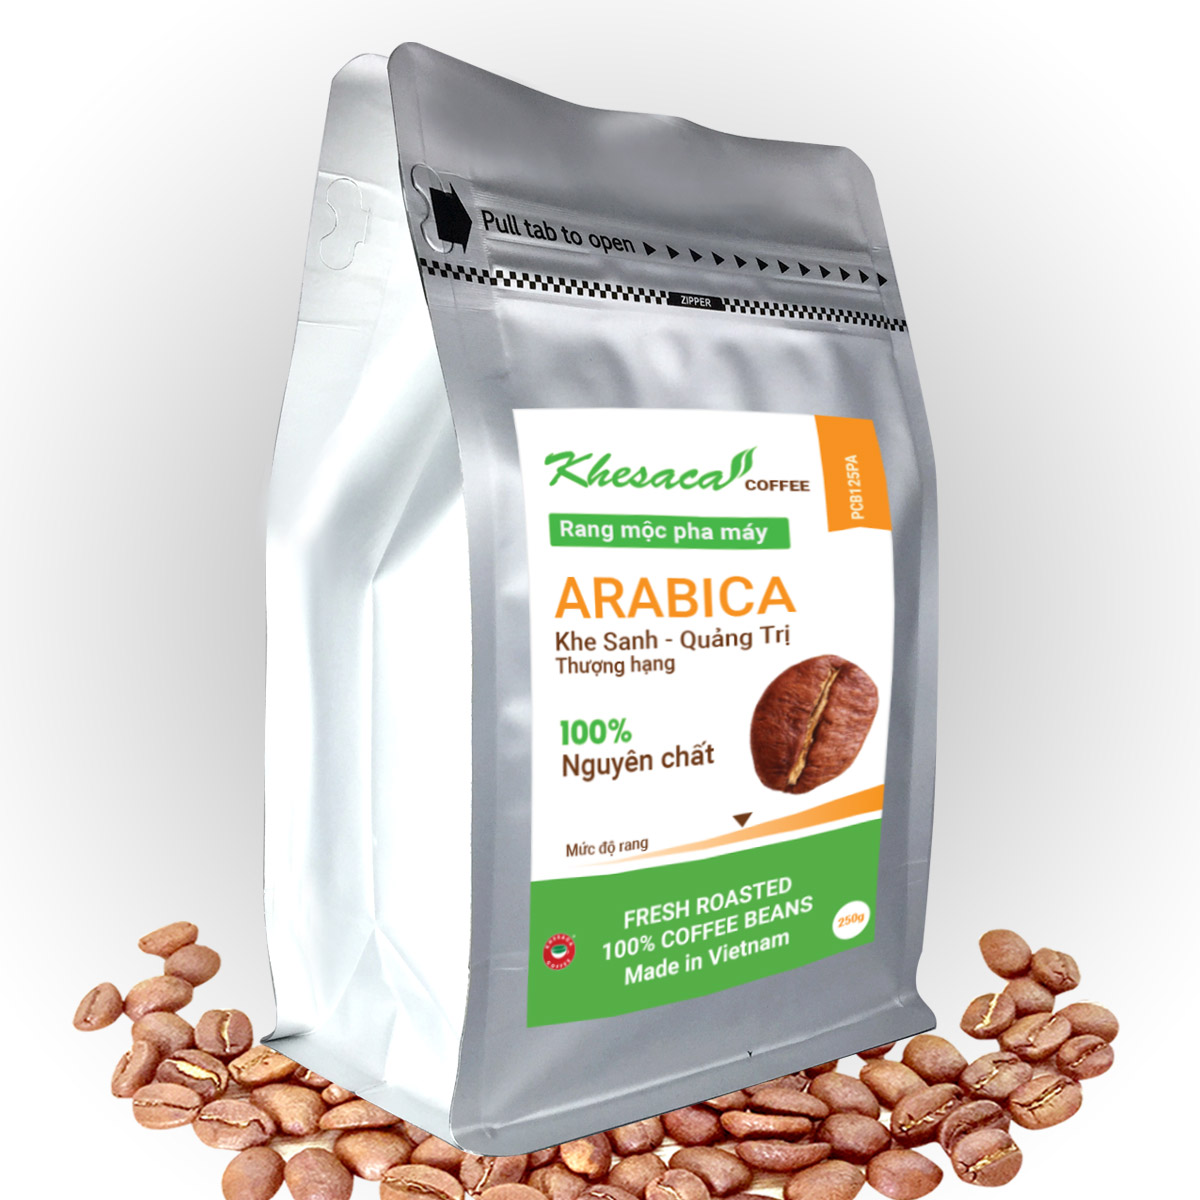 Pull tab to open
ZIPPER
Khesaca COFFEE
PCB125PA
Rang mộc pha máy
ARABICA
Khe Sanh - Quảng Trị
Thượng hạng
100%
Nguyên chất
Mức độ rang
FRESH ROASTED
100% COFFEE BEANS
Made in Vietnam
250g
COFFEE